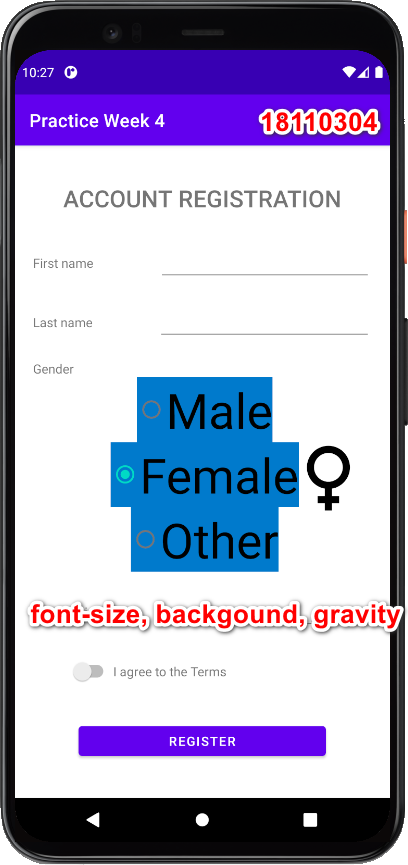 10:27
Practice Week 4
18110304
ACCOUNT REGISTRATION
First name
Last name
Gender
Male
Female
Other
font-size, backgound, gravity
I agree to the Terms
REGISTER